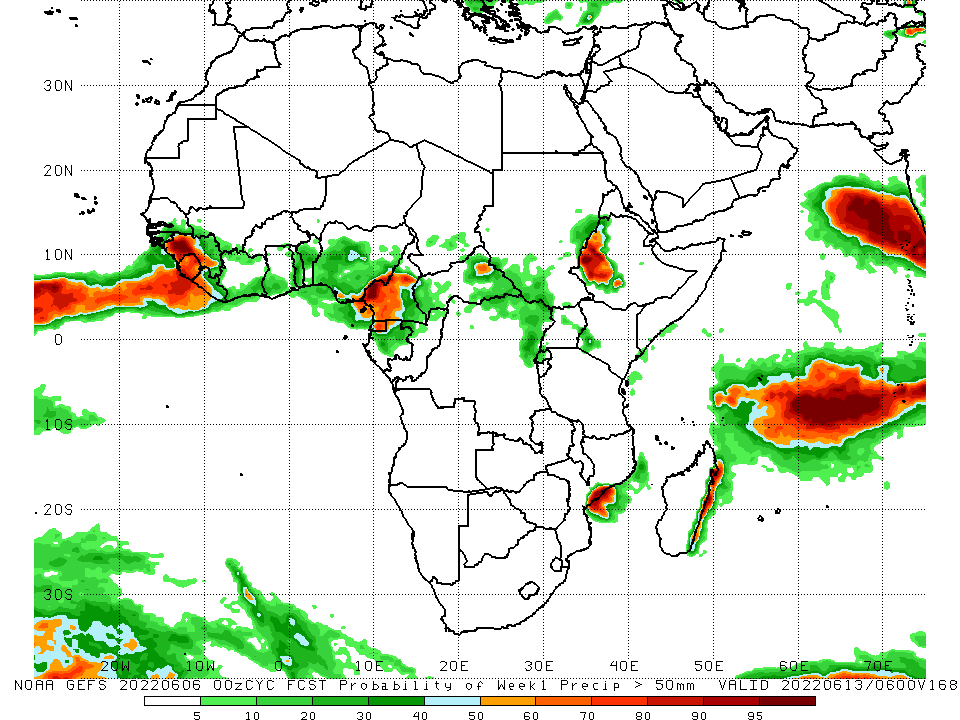 30N
20N
10N
0
10S
20S
30S
20W 10W 0 10E 20E 30E 40E 50E 60E 70E
NOAA GEFS 20220606 00zCYC FCST Probability of Week1 Precip > 50mm VALID 20220613/0600V168
5 10 20 30 40 50 60 70 80 90 95